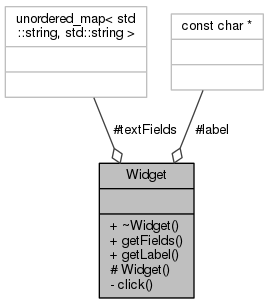 unordered_map< std
::string, std::string >
const char *
#textFields
#label
Widget
+ ~Widget()
+ getFields()
+ getLabel()
# Widget()
- click()